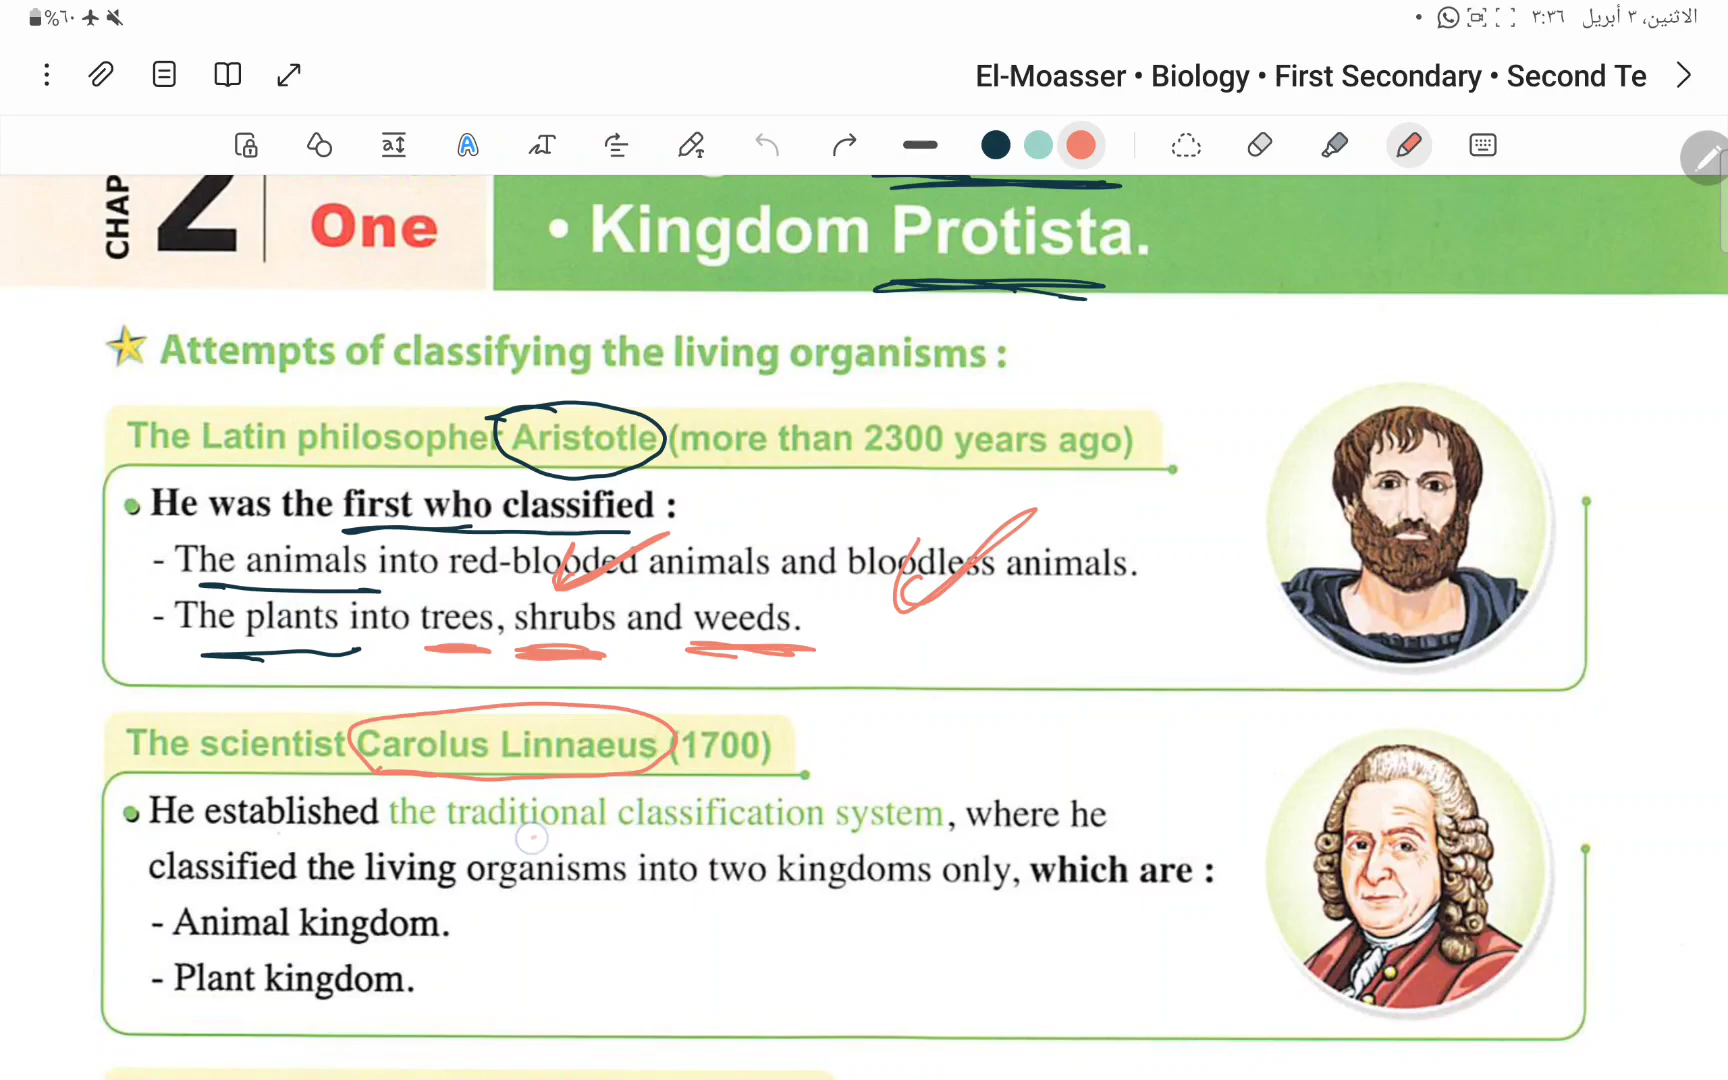 %٦٠
الاثنين، ٣ أبريل ٣:٣٦
El-Moasser • Biology • First Secondary • Second Te
CHAP
2
One
• Kingdom Protista.
Attempts of classifying the living organisms :
The Latin philosopher Aristotle (more than 2300 years ago)
• He was the first who classified :
- The animals into red-blooded animals and bloodless animals.
- The plants into trees, shrubs and weeds.
The scientist Carolus Linnaeus (1700)
• He established the traditional classification system, where he
classified the living organisms into two kingdoms only, which are :
- Animal kingdom.
- Plant kingdom.